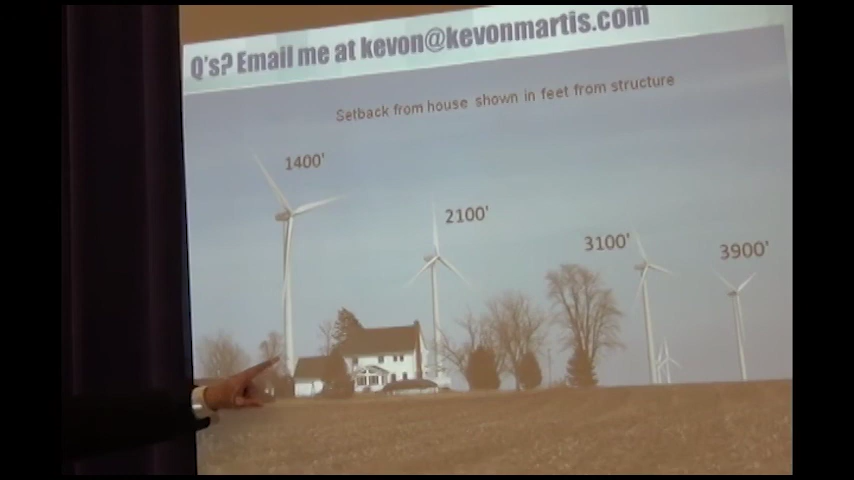 Q's? Email me at kevon@kevonmartis.com
Setback from house shown in feet from structure
1400'
2100'
3100'
3900'